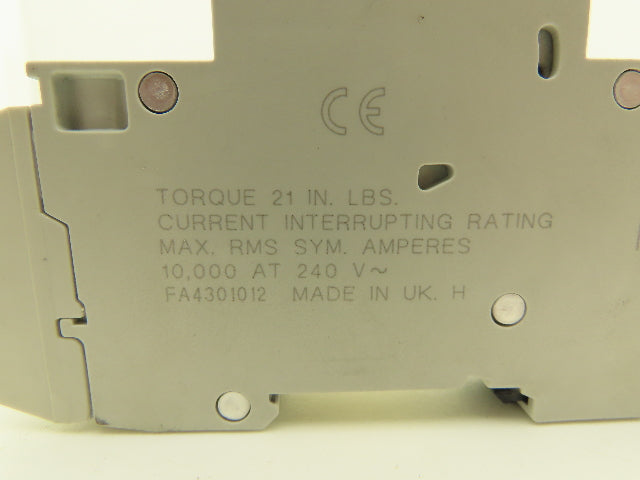 CE
TORQUE 21 IN. LBS.
CURRENT INTERRUPTING RATING
MAX. RMS SYM. AMPERES
10,000 AT 240 V~
FA4301012 MADE IN UK. H